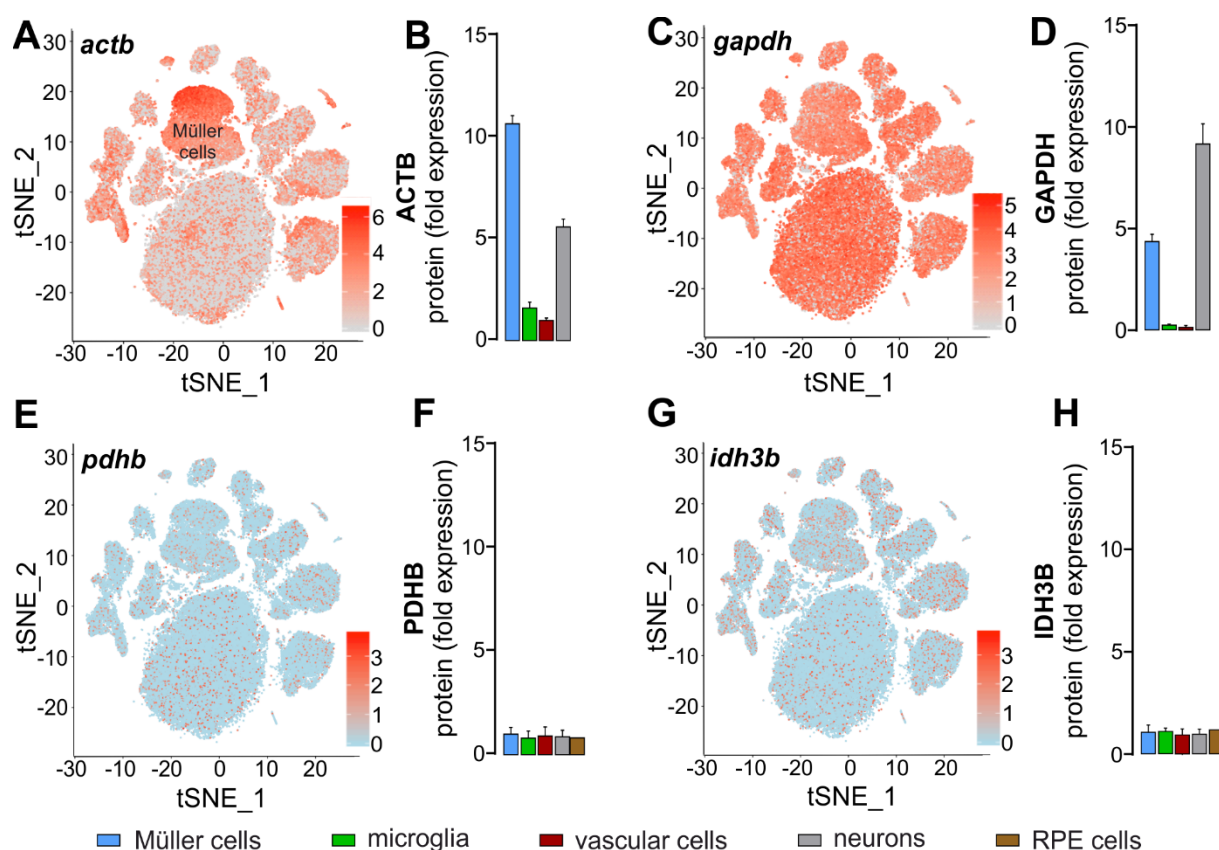 A
actb
30
20
10
0
-10
-20
tSNE_2
Müller
cells
6
4
2
0
-30
-20
-10
0
10
20
tSNE_1
B
15
10
5
0
ACTB
protein (fold expression)
C
gapdh
30
20
10
0
-10
-20
tSNE_2
5
4
3
2
1
0
-30
-20
-10
0
10
20
tSNE_1
D
15
10
5
0
GAPDH
protein (fold expression)
E
pdhb
30
20
10
0
-10
-20
tSNE_2
3
2
1
0
-30
-20
-10
0
10
20
tSNE_1
F
15
10
5
0
PDHB
protein (fold expression)
G
idh3b
30
20
10
0
-10
-20
tSNE_2
3
2
1
0
-30
-20
-10
0
10
20
tSNE_1
H
15
10
5
0
IDH3B
protein (fold expression)
Müller cells
microglia
vascular cells
neurons
RPE cells